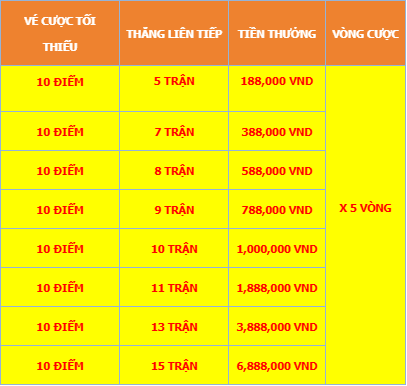 VÉ CƯỢC TỐI THIỂU THẮNG LIÊN TIẾP TIỀN THƯỞNG VÒNG CƯỢC
10 ĐIỂM 5 TRẬN 188,000 VND
10 ĐIỂM 7 TRẬN 388,000 VND
10 ĐIỂM 8 TRẬN 588,000 VND
10 ĐIỂM 9 TRẬN 788,000 VND
X 5 VÒNG
10 ĐIỂM 10 TRẬN 1,000,000 VND
10 ĐIỂM 11 TRẬN 1,888,000 VND
10 ĐIỂM 13 TRẬN 3,888,000 VND
10 ĐIỂM 15 TRẬN 6,888,000 VND